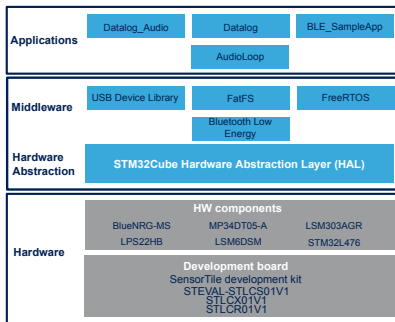 Applications
Datalog_Audio
Datalog
BLE_SampleApp
AudioLoop
Middleware
USB Device Library
FatFS
FreeRTOS
Bluetooth Low
Energy
Hardware
Abstraction
STM32Cube Hardware Abstraction Layer (HAL)
Hardware
HW components
BlueNRG-MS
MP34DT05-A
LSM303AGR
LPS22HB
LSM6DSM
STM32L476
Development board
SensorTile development kit
STEVAL-STLCS01V1
STLCX01V1
STLCR01V1